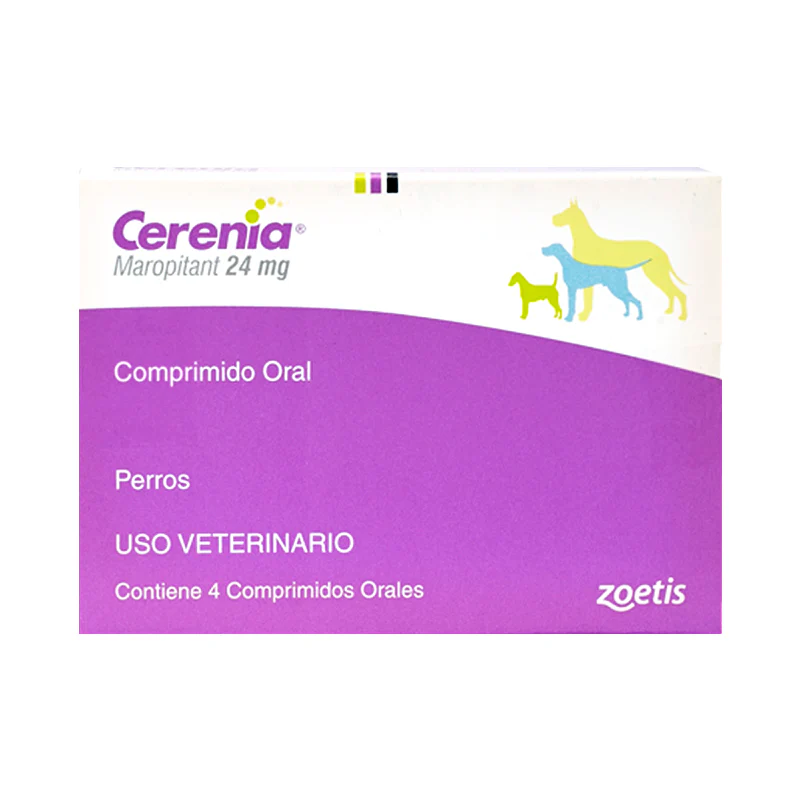 Cerenia®
Maropitant 24 mg
Comprimido Oral
Perros
USO VETERINARIO
Contiene 4 Comprimidos Orales
zoetis